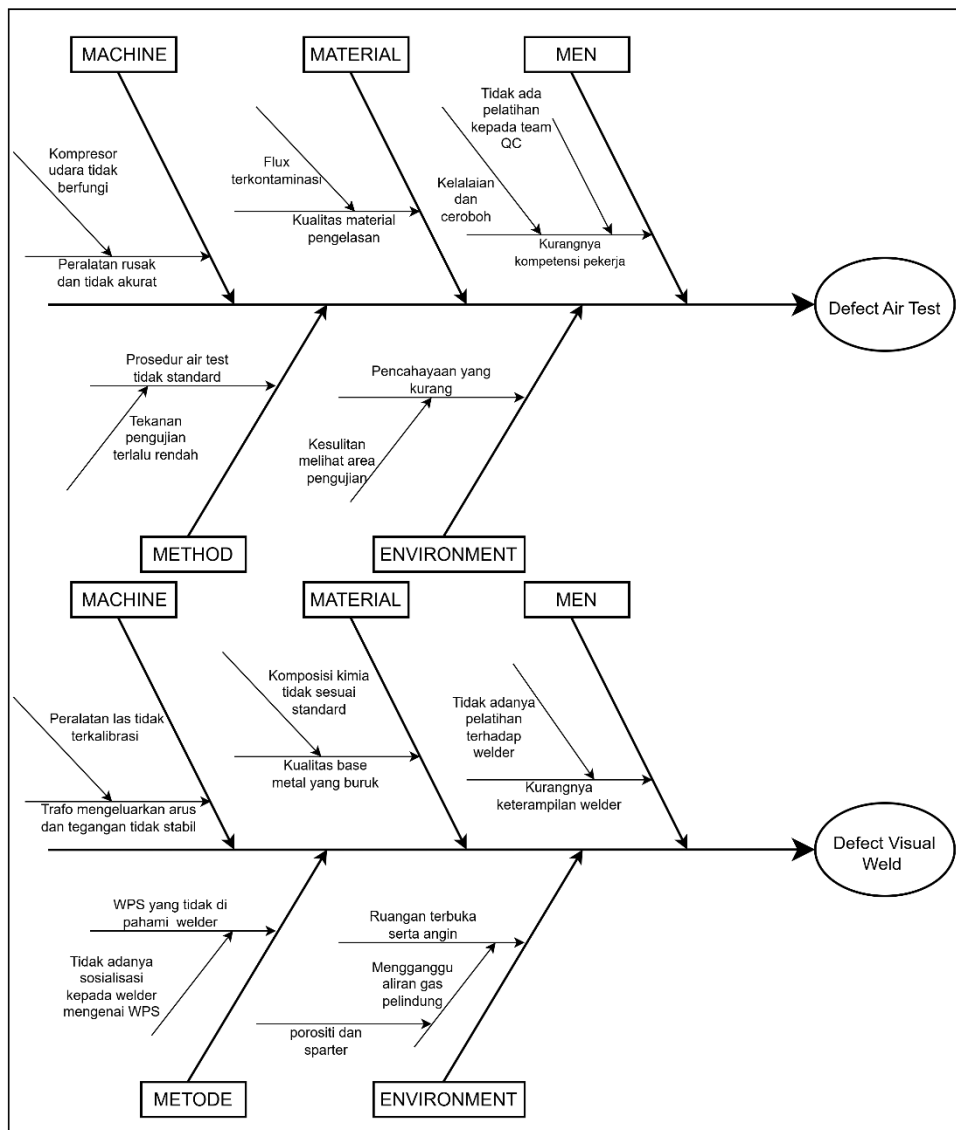 MACHINE
MATERIAL
MEN
Kompresor
udara tidak
berfungi
Peralatan rusak
dan tidak akurat
Flux
terkontaminasi
Kualitas material
pengelasan
Tidak ada
pelatihan
kepada team
QC
Kelalaian
dan
ceroboh
Kurangnya
kompetensi pekerja
Defect Air Test
Prosedur air test
tidak standard
Tekanan
pengujian
terlalu rendah
Pencahayaan yang
kurang
Kesulitan
melihat area
pengujian
METHOD
ENVIRONMENT
MACHINE
MATERIAL
MEN
Peralatan las tidak
terkalibrasi
Trafo mengeluarkan arus
dan tegangan tidak stabil
Komposisi kimia
tidak sesuai
standard
Kualitas base
metal yang buruk
Tidak adanya
pelatihan
terhadap
welder
Kurangnya
keterampilan welder
Defect Visual
Weld
WPS yang tidak di
pahami welder
Tidak adanya
sosialisasi
kepada welder
mengenai WPS
Ruangan terbuka
serta angin
Mengganggu
aliran gas
pelindung
porositi dan
sparter
METODE
ENVIRONMENT